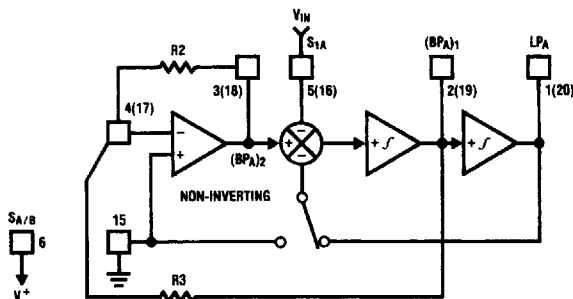 VIN
S1A
(BPA)1
LPA
R2
3(18)
5(16)
2(19)
1(20)
4(17)
−
+
+
−
−
+ ∫
+ ∫
(BPA)2
NON-INVERTING
SA/B
6
15
V+
R3